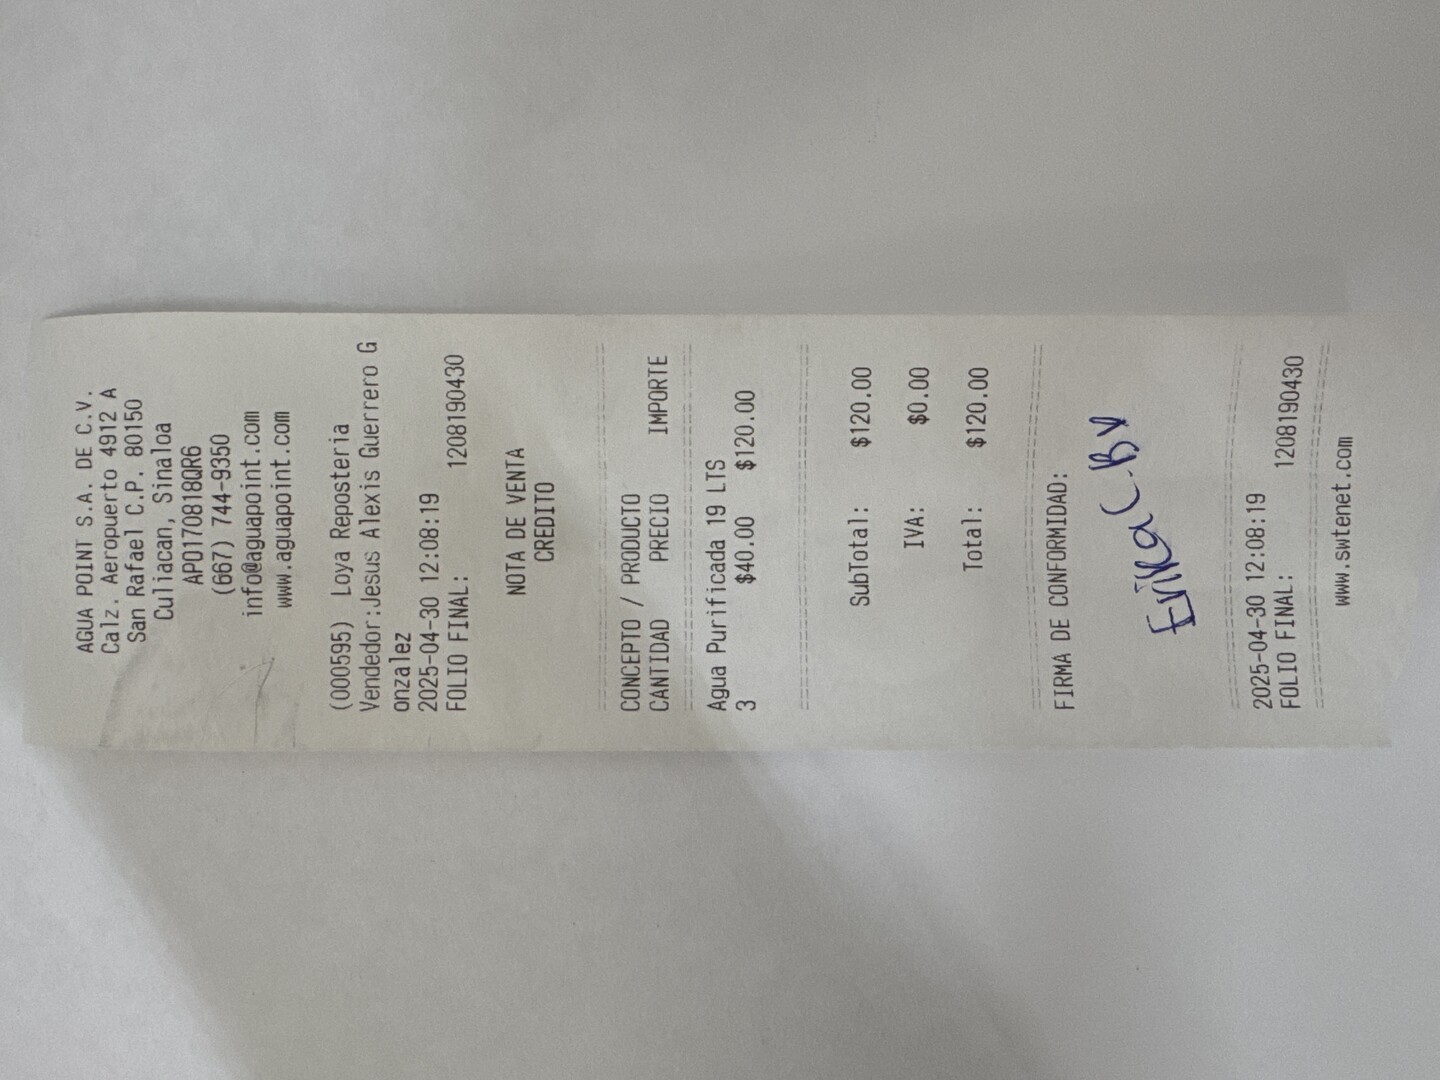 AGUA POINT S.A. DE C.V.
Calz. Aeropuerto 4912 A
San Rafael C.P. 80150
Culiacan, Sinaloa
APO170818QR6
(667) 744-9350
info@aguapoint.com
www.aguapoint.com
(000595) Loya Reposteria
Vendedor:Jesus Alexis Guerrero G
onzalez
2025-04-30 12:08:19
FOLIO FINAL: 1208190430
NOTA DE VENTA
CREDITO
CONCEPTO / PRODUCTO
CANTIDAD PRECIO IMPORTE
Agua Purificada 19 LTS
3 $40.00 $120.00
SubTotal: $120.00
IVA: $0.00
Total: $120.00
FIRMA DE CONFORMIDAD:
Erika C.
2025-04-30 12:08:19
FOLIO FINAL: 1208190430
www.swtenet.com